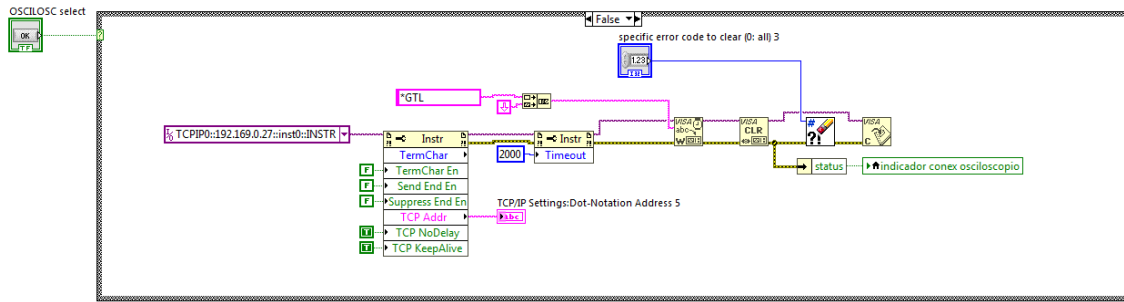 OSCILOSC select
OK
TF
?
False
specific error code to clear (0: all) 3
1.23
*GTL
TCPIP0::192.169.0.27::inst0::INSTR
Instr
TermChar
F TermChar En
F Send End En
F Suppress End En
TCP Addr
T TCP NoDelay
T TCP KeepAlive
Instr
2000 Timeout
TCP/IP Settings:Dot-Notation Address 5
abc
VISA
abc
W
VISA
CLR
#
?!
VISA
C
status
indicador conex osciloscopio